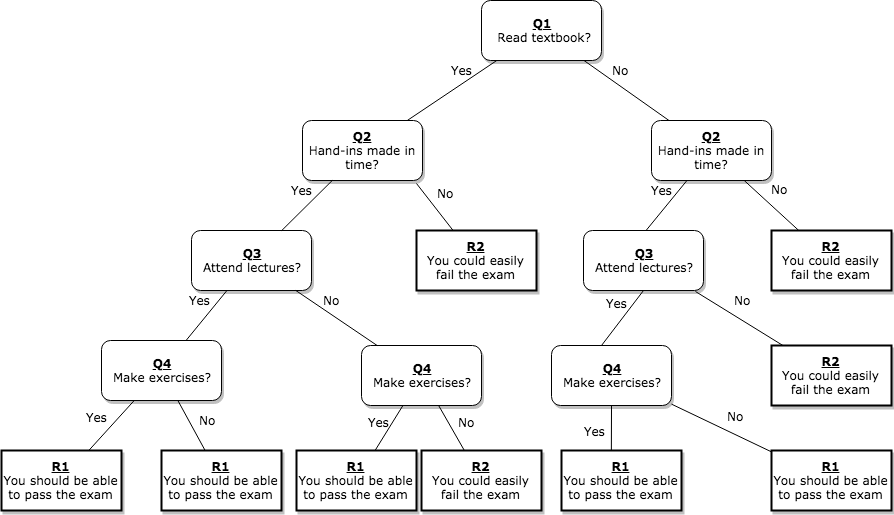 Q1
Read textbook?
Yes
No
Q2
Hand-ins made in
time?
Q2
Hand-ins made in
time?
Yes
No
Yes
No
Q3
Attend lectures?
R2
You could easily
fail the exam
Q3
Attend lectures?
R2
You could easily
fail the exam
Yes
No
Yes
No
Q4
Make exercises?
Q4
Make exercises?
Q4
Make exercises?
R2
You could easily
fail the exam
Yes
No
Yes
No
Yes
No
R1
You should be able
to pass the exam
R1
You should be able
to pass the exam
R1
You should be able
to pass the exam
R2
You could easily
fail the exam
R1
You should be able
to pass the exam
R1
You should be able
to pass the exam